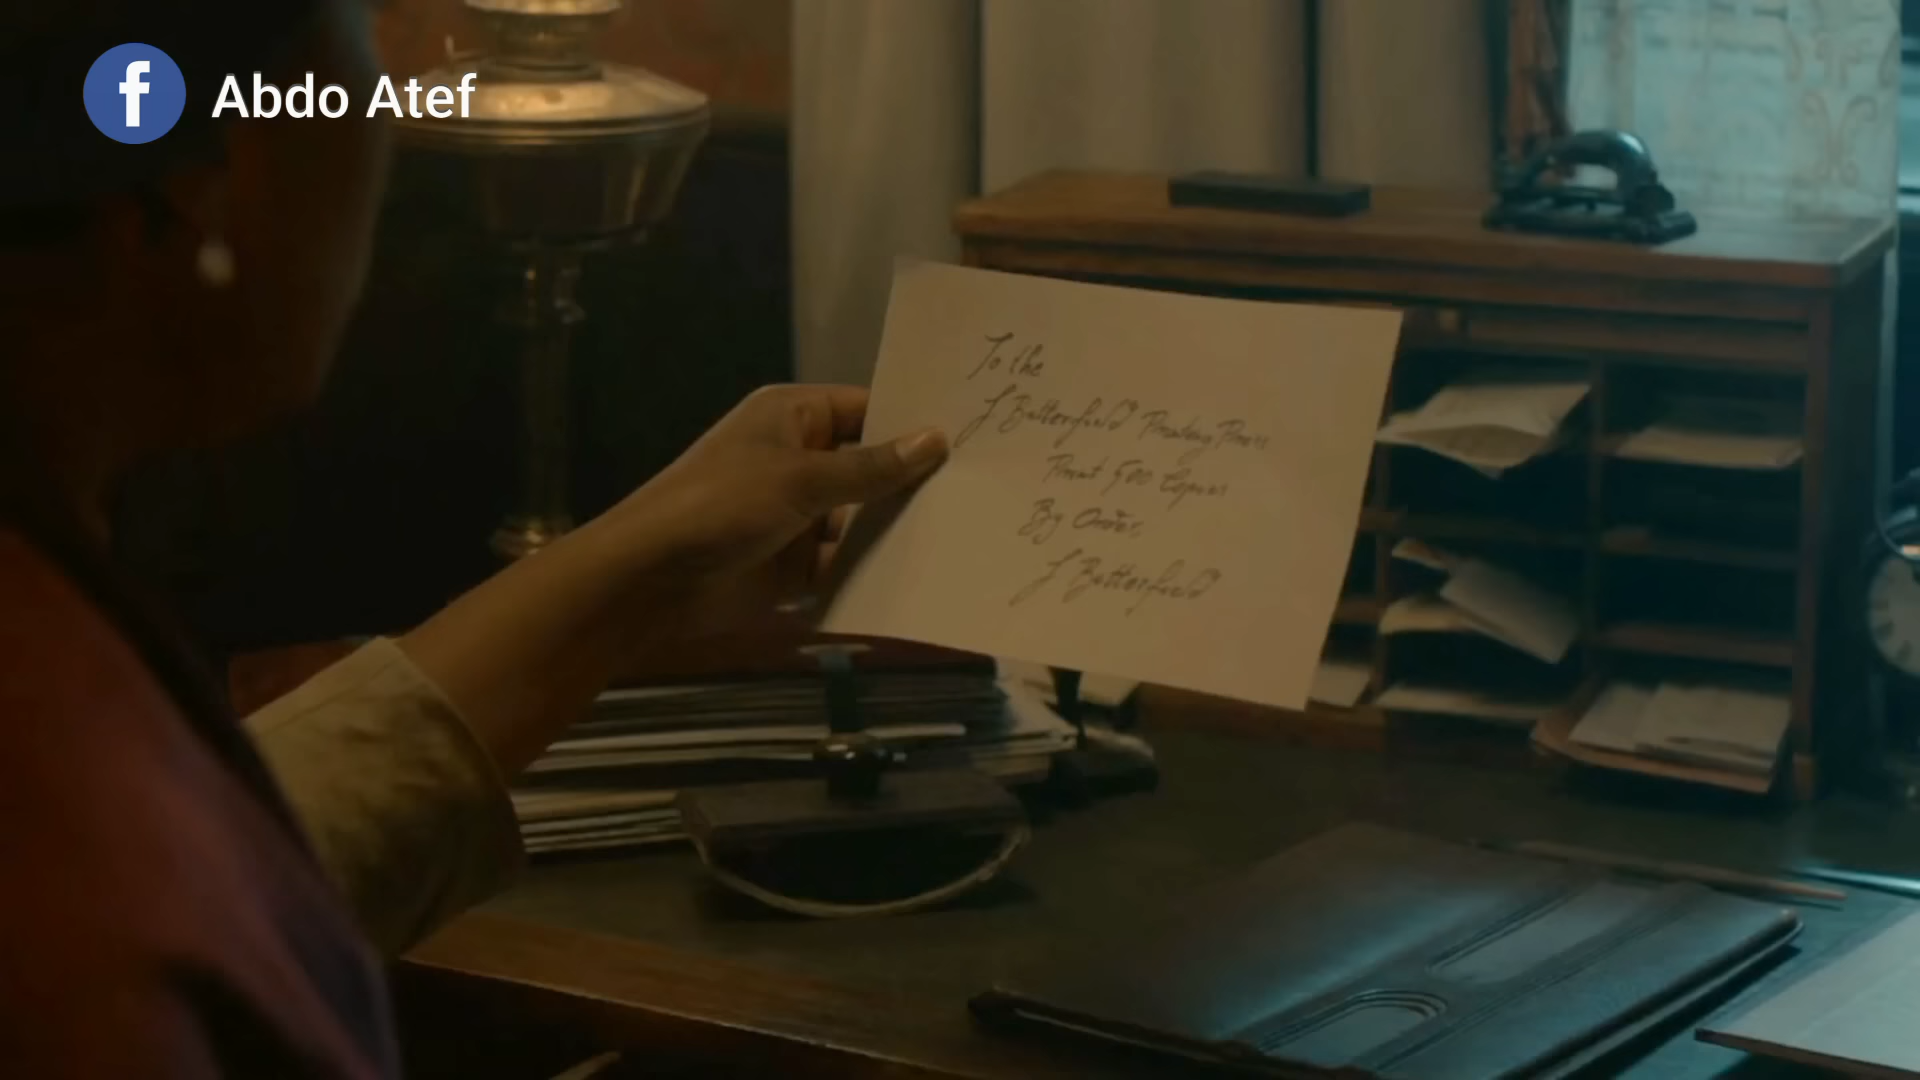 Abdo Atef
To the
J Butterfield Printing Press
Print 500 Copies
By Order,
J Butterfield